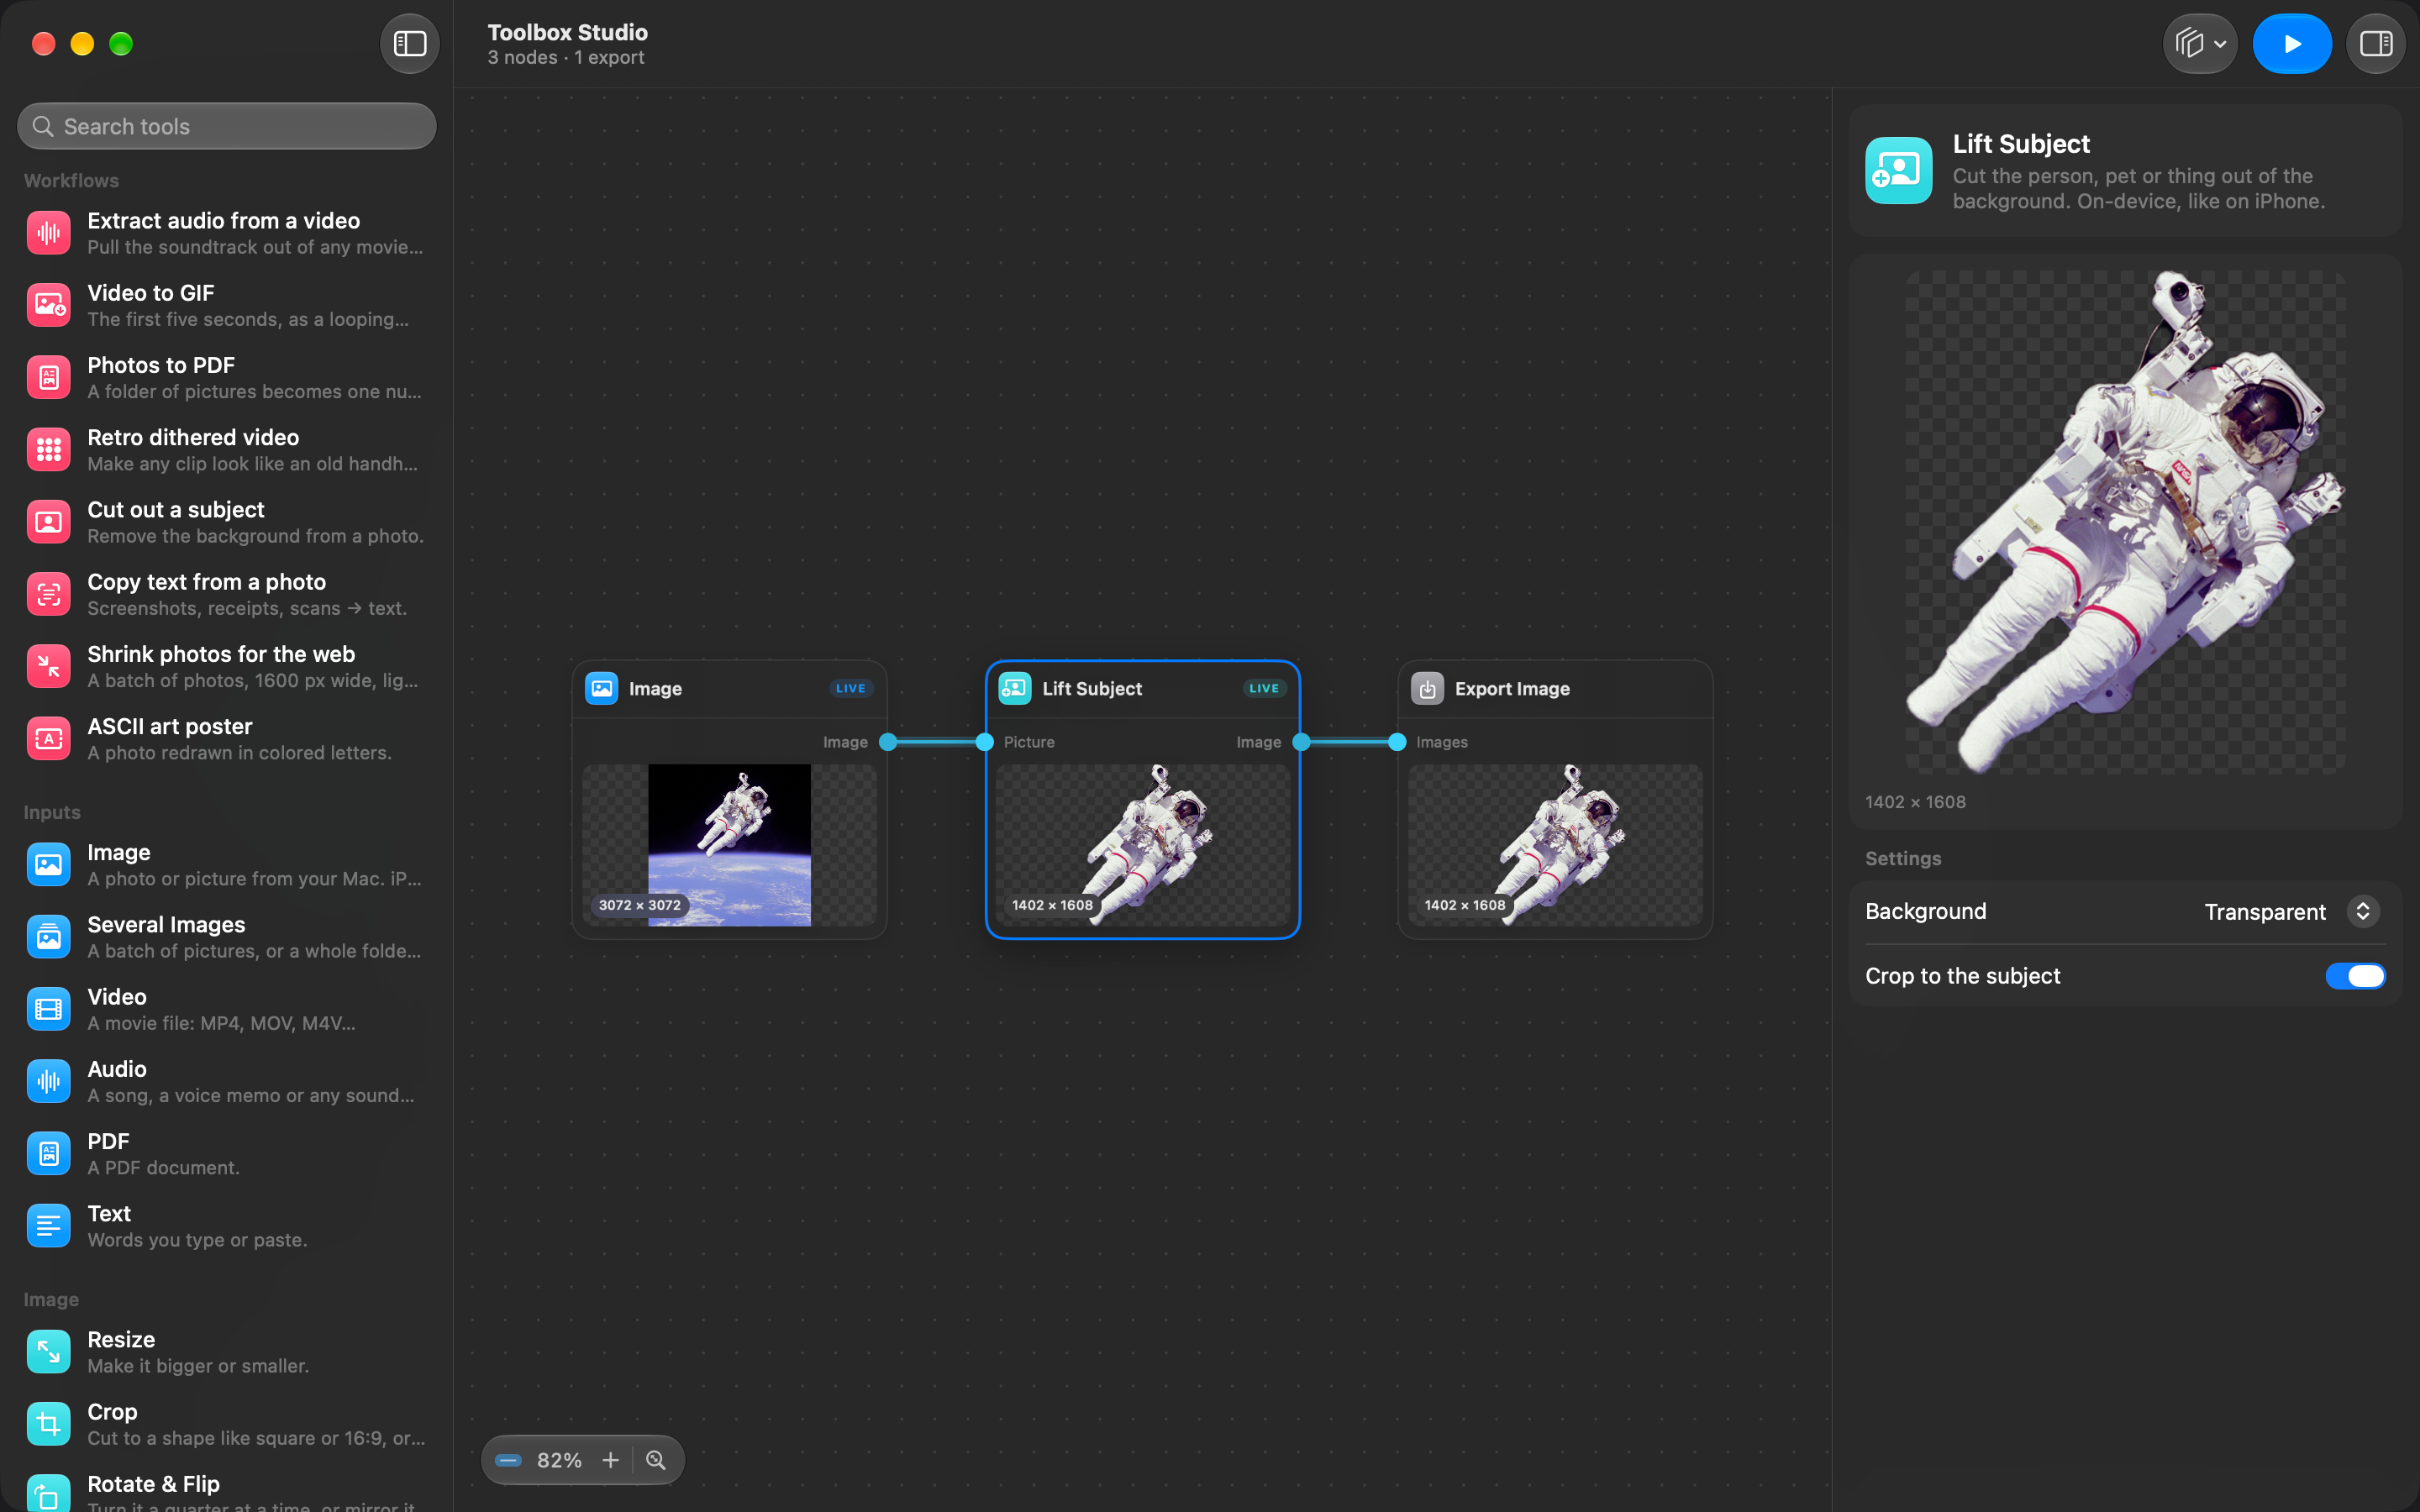 Toolbox Studio
3 nodes · 1 export
Search tools
Workflows
Extract audio from a video
Pull the soundtrack out of any movie...
Video to GIF
The first five seconds, as a looping...
Photos to PDF
A folder of pictures becomes one nu...
Retro dithered video
Make any clip look like an old handh...
Cut out a subject
Remove the background from a photo.
Copy text from a photo
Screenshots, receipts, scans → text.
Shrink photos for the web
A batch of photos, 1600 px wide, lig...
ASCII art poster
A photo redrawn in colored letters.
Inputs
Image
A photo or picture from your Mac. iP...
Several Images
A batch of pictures, or a whole folde...
Video
A movie file: MP4, MOV, M4V...
Audio
A song, a voice memo or any sound...
PDF
A PDF document.
Text
Words you type or paste.
Image
Resize
Make it bigger or smaller.
Crop
Cut to a shape like square or 16:9, or...
Rotate & Flip
Turn it a quarter at a time, or mirror it
Image
LIVE
Image
3072 × 3072
Lift Subject
LIVE
Picture
Image
1402 × 1608
Export Image
Images
1402 × 1608
82%
Lift Subject
Cut the person, pet or thing out of the
background. On-device, like on iPhone.
NASA
1402 × 1608
Settings
Background
Transparent
Crop to the subject